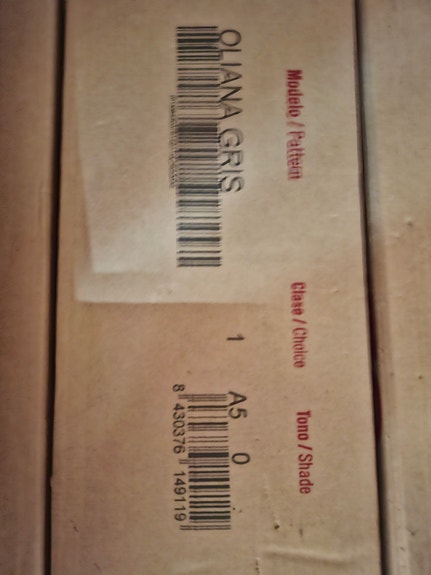 Modelo / Pattern
Clase / Choice
Tono / Shade
OLIANA GRIS
1
A5 0
8 430376 149119